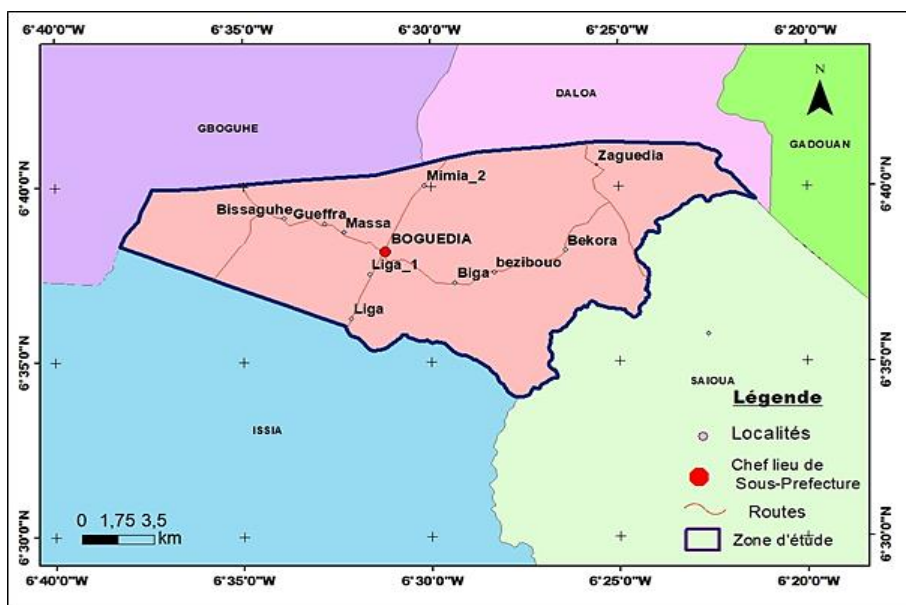 6°40'0"W 6°35'0"W 6°30'0"W 6°25'0"W 6°20'0"W
N
DALOA
GBOGUHE
GADOUAN
6°40'0"N
6°40'0"N
Zaguedia
Mimia_2
Bissaguhe
Gueffra
Massa
BOGUEDIA
Bekora
Liga_1
Biga
bezibouo
Liga
6°35'0"N
6°35'0"N
SAIOUA
Légende
Localités
Chef lieu de
Sous-Prefecture
Routes
Zone d'étude
ISSIA
0 1,75 3,5
km
6°30'0"N
6°30'0"N
6°40'0"W 6°35'0"W 6°30'0"W 6°25'0"W 6°20'0"W